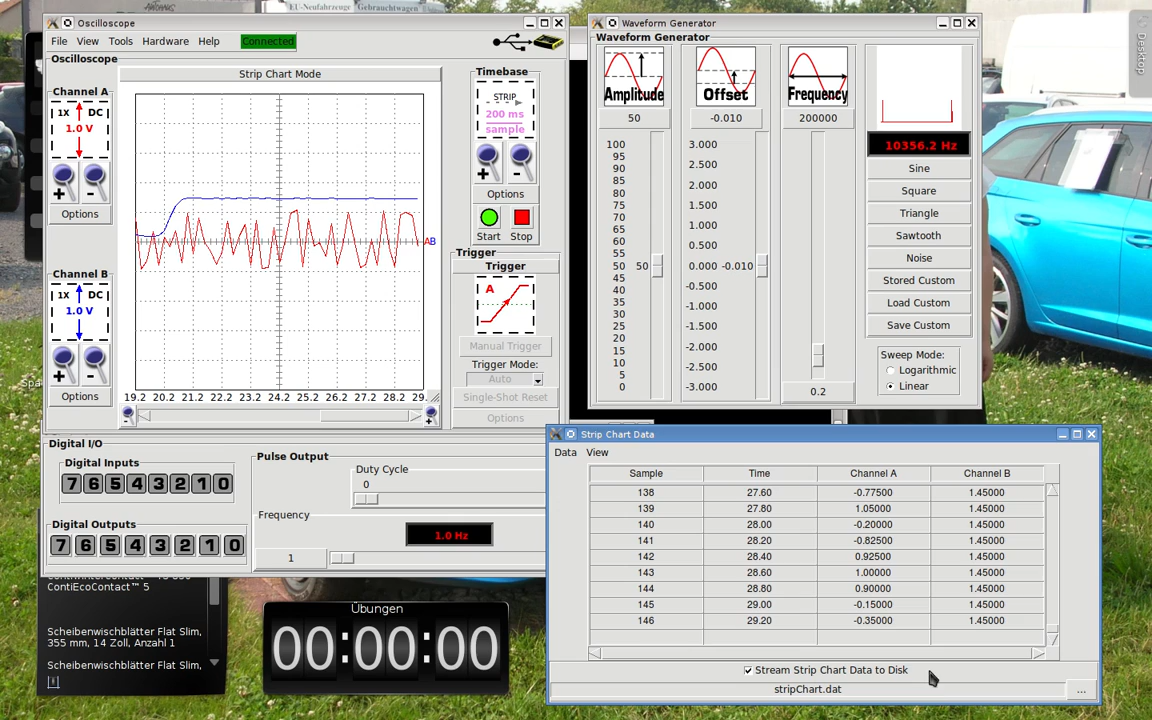 EU-Neufahrzeuge
Gebrauchtwagen
Desktop
Oscilloscope
File View Tools Hardware Help Connected
Oscilloscope
Strip Chart Mode
Channel A
1X DC
1.0 V
+ -
Options
Channel B
1X DC
1.0 V
+ -
Options
AB
19.2 20.2 21.2 22.2 23.2 24.2 25.2 26.2 27.2 28.2 29.
Timebase
STRIP
200 ms
sample
+ -
Options
Start Stop
Trigger
Trigger
A
Manual Trigger
Trigger Mode:
Auto
Single-Shot Reset
Options
Digital I/O
Digital Inputs
7 6 5 4 3 2 1 0
Digital Outputs
7 6 5 4 3 2 1 0
Pulse Output
Duty Cycle
0
Frequency
1.0 Hz
1
Waveform Generator
Waveform Generator
Amplitude Offset Frequency
50 -0.010 200000
100 3.000
95 2.500
90
85 2.000
80
75 1.500
70
65 1.000
60 0.500
55
50 50 0.000 -0.010
45 -0.500
40
35 -1.000
30
25 -1.500
20
15 -2.000
10 -2.500
5
0 -3.000
0.2
10356.2 Hz
Sine
Square
Triangle
Sawtooth
Noise
Stored Custom
Load Custom
Save Custom
Sweep Mode:
Logarithmic
Linear
Strip Chart Data
Data View
Sample Time Channel A Channel B
138 27.60 -0.77500 1.45000
139 27.80 1.05000 1.45000
140 28.00 -0.20000 1.45000
141 28.20 -0.82500 1.45000
142 28.40 0.92500 1.45000
143 28.60 1.00000 1.45000
144 28.80 0.90000 1.45000
145 29.00 -0.15000 1.45000
146 29.20 -0.35000 1.45000
Stream Strip Chart Data to Disk
stripChart.dat ...
ContiEcoContact™ 5
Scheibenwischblätter Flat Slim,
355 mm, 14 Zoll, Anzahl 1
Scheibenwischblätter Flat Slim,
Übungen
00:00:00